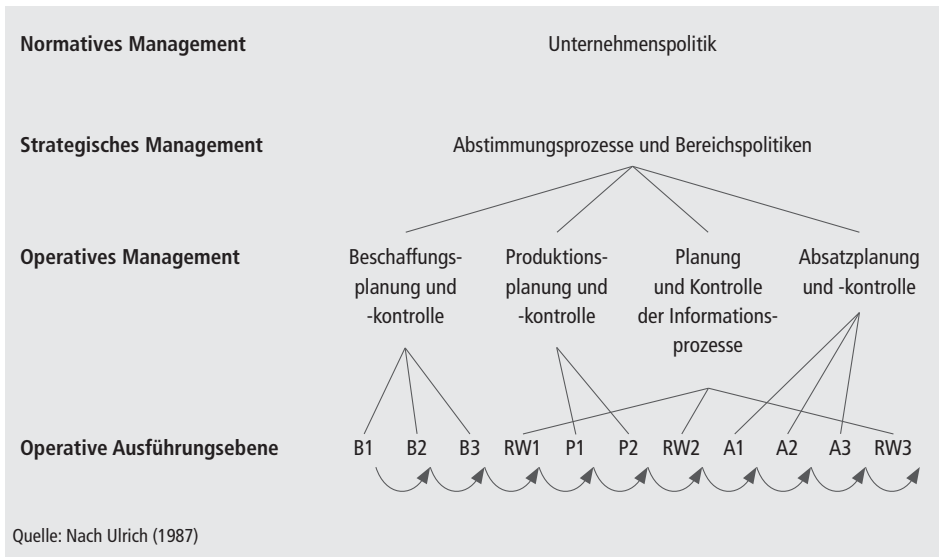 Normatives Management
Unternehmenspolitik
Strategisches Management
Abstimmungsprozesse und Bereichspolitiken
Operatives Management
Beschaffungs-
planung und
-kontrolle
Produktions-
planung und
-kontrolle
Planung
und Kontrolle
der Informations-
prozesse
Absatzplanung
und -kontrolle
Operative Ausführungsebene
B1 B2 B3 RW1 P1 P2 RW2 A1 A2 A3 RW3
Quelle: Nach Ulrich (1987)